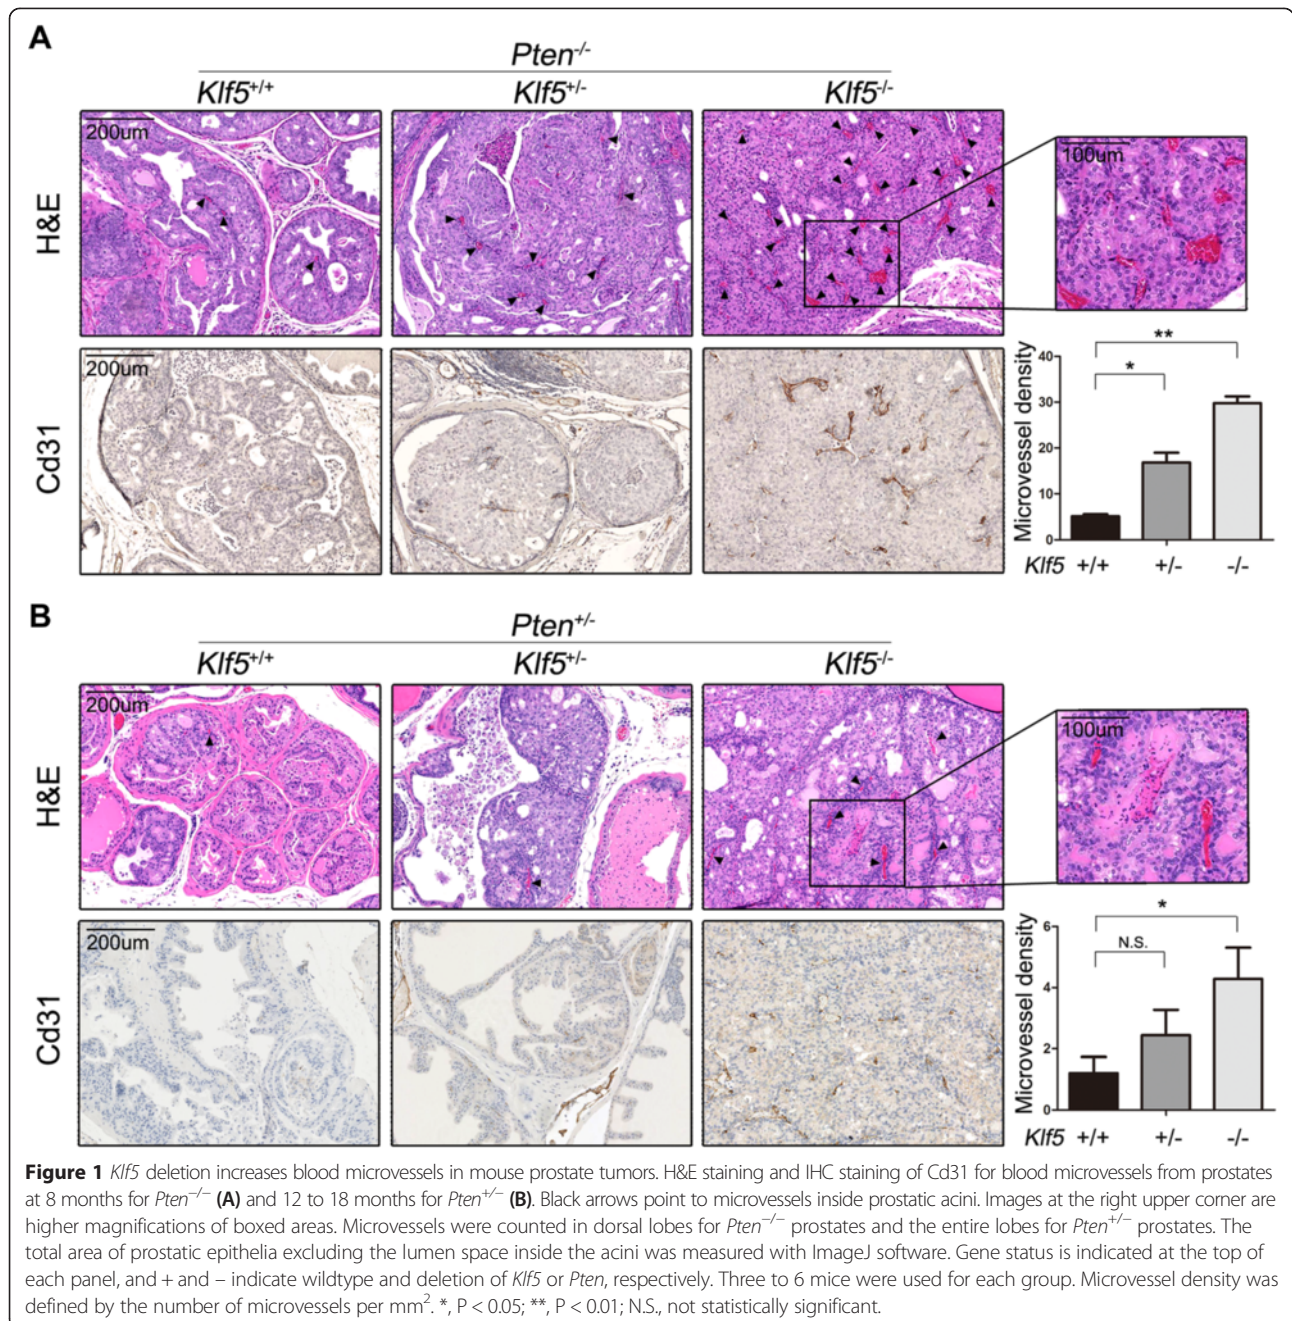 A
Pten-/-
Klf5+/+ Klf5+/- Klf5-/-
H&E
200um
100um
Cd31
200um
Microvessel density
40
30
20
10
0
*
**
Klf5 +/+ +/- -/-
B
Pten+/-
Klf5+/+ Klf5+/- Klf5-/-
H&E
200um
100um
Cd31
200um
Microvessel density
6
4
2
0
N.S.
*
Klf5 +/+ +/- -/-
Figure 1 Klf5 deletion increases blood microvessels in mouse prostate tumors. H&E staining and IHC staining of Cd31 for blood microvessels from prostates
at 8 months for Pten−/− (A) and 12 to 18 months for Pten+/− (B). Black arrows point to microvessels inside prostatic acini. Images at the right upper corner are
higher magnifications of boxed areas. Microvessels were counted in dorsal lobes for Pten−/− prostates and the entire lobes for Pten+/− prostates. The
total area of prostatic epithelia excluding the lumen space inside the acini was measured with ImageJ software. Gene status is indicated at the top of
each panel, and + and − indicate wildtype and deletion of Klf5 or Pten, respectively. Three to 6 mice were used for each group. Microvessel density was
defined by the number of microvessels per mm2. *, P < 0.05; **, P < 0.01; N.S., not statistically significant.